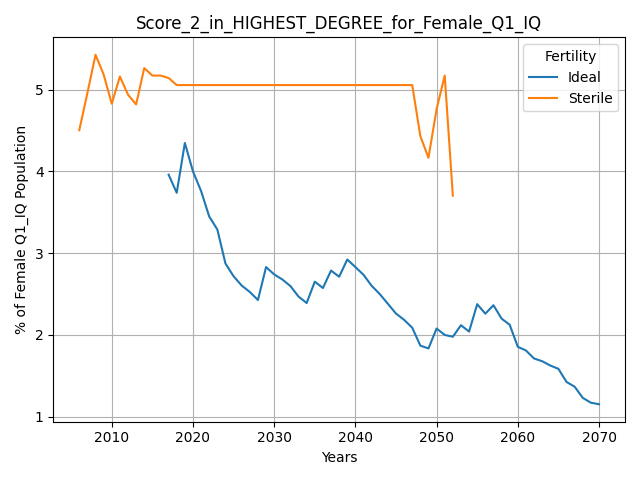 Score_2_in_HIGHEST_DEGREE_for_Female_Q1_IQ
Fertility
Ideal
Sterile
% of Female Q1_IQ Population
5
4
3
2
1
2010 2020 2030 2040 2050 2060 2070
Years